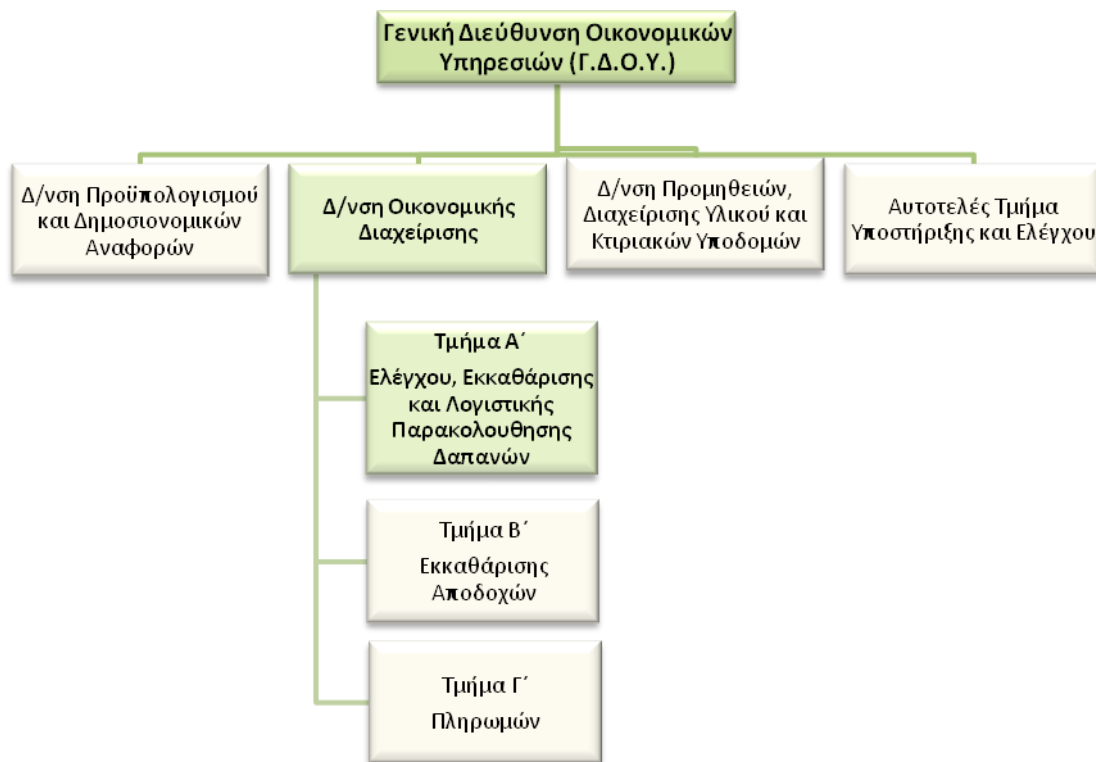 Γενική Διεύθυνση Οικονομικών
Υπηρεσιών (Γ.Δ.Ο.Υ.)
Δ/νση Προϋπολογισμού
και Δημοσιονομικών
Αναφορών
Δ/νση Οικονομικής
Διαχείρισης
Δ/νση Προμηθειών,
Διαχείρισης Υλικού και
Κτιριακών Υποδομών
Αυτοτελές Τμήμα
Υποστήριξης και Ελέγχου
Τμήμα Α΄
Ελέγχου, Εκκαθάρισης
και Λογιστικής
Παρακολουθησης
Δαπανών
Τμήμα Β΄
Εκκαθάρισης
Αποδοχών
Τμήμα Γ΄
Πληρωμών